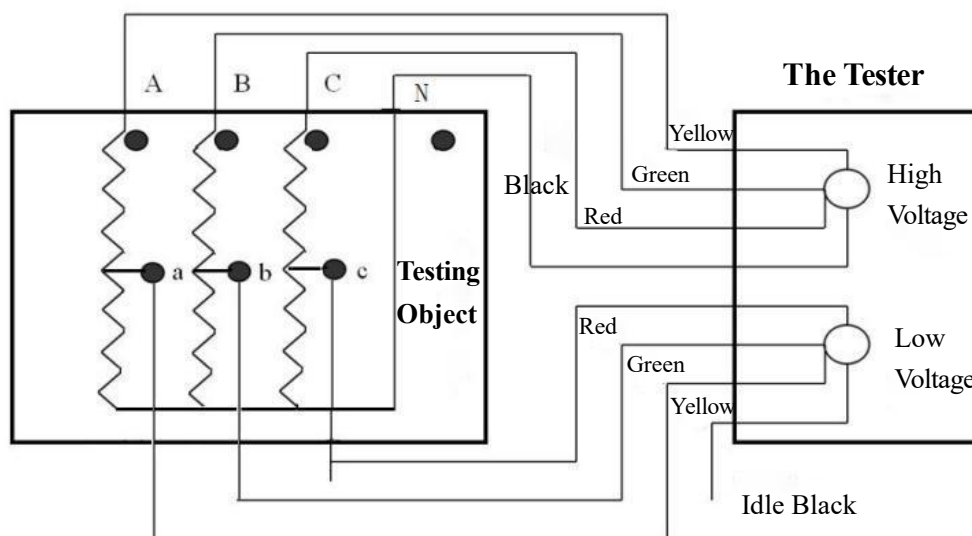 A
B
C
N
The Tester
Yellow
Green
Black
Red
High
Voltage
a
b
c
Testing
Object
Red
Green
Yellow
Low
Voltage
Idle Black